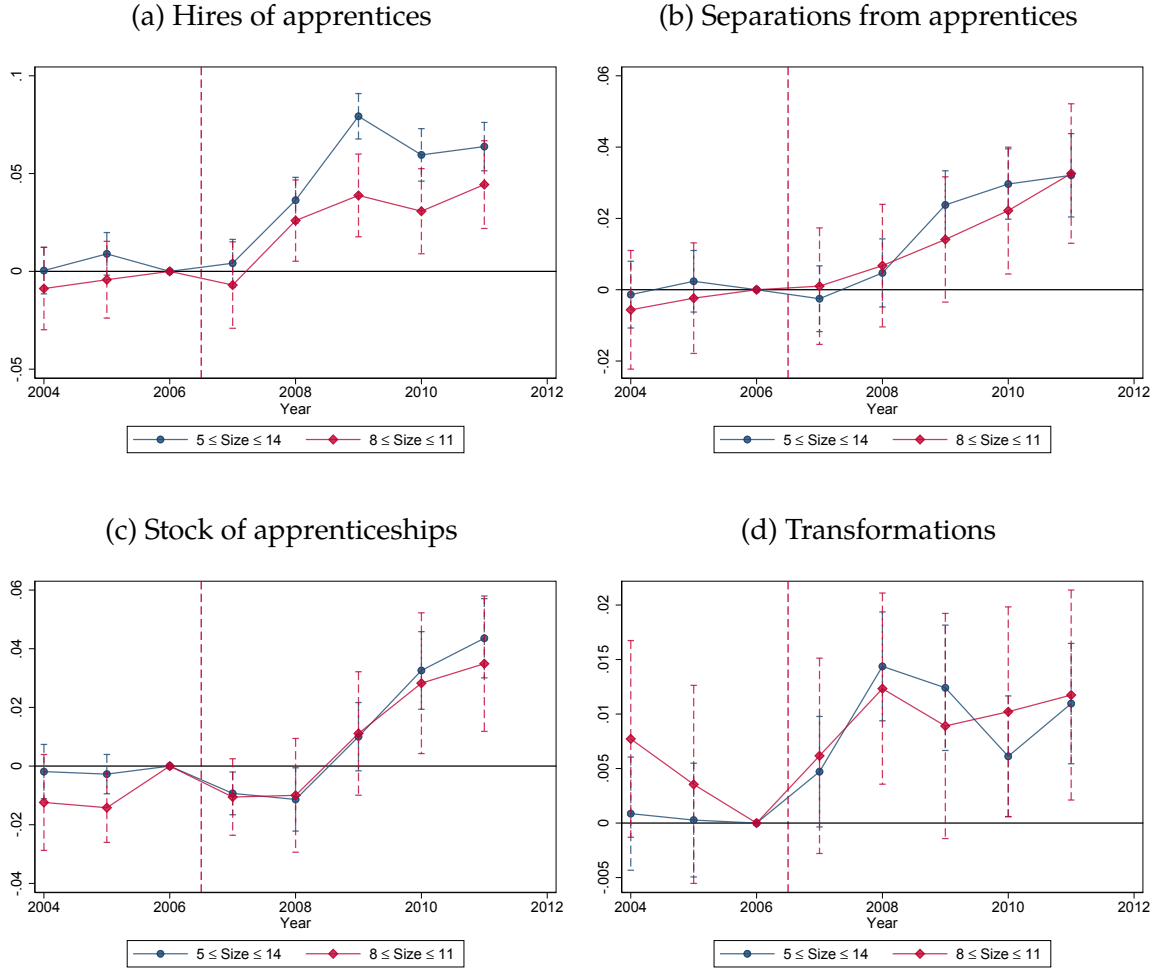 (a) Hires of apprentices
.1
.05
0
-.05
2004 2006 2008 2010 2012
Year
5 ≤ Size ≤ 14 8 ≤ Size ≤ 11
(b) Separations from apprentices
.06
.04
.02
0
-.02
2004 2006 2008 2010 2012
Year
5 ≤ Size ≤ 14 8 ≤ Size ≤ 11
(c) Stock of apprenticeships
.06
.04
.02
0
-.02
-.04
2004 2006 2008 2010 2012
Year
5 ≤ Size ≤ 14 8 ≤ Size ≤ 11
(d) Transformations
.02
.015
.01
.005
0
-.005
2004 2006 2008 2010 2012
Year
5 ≤ Size ≤ 14 8 ≤ Size ≤ 11